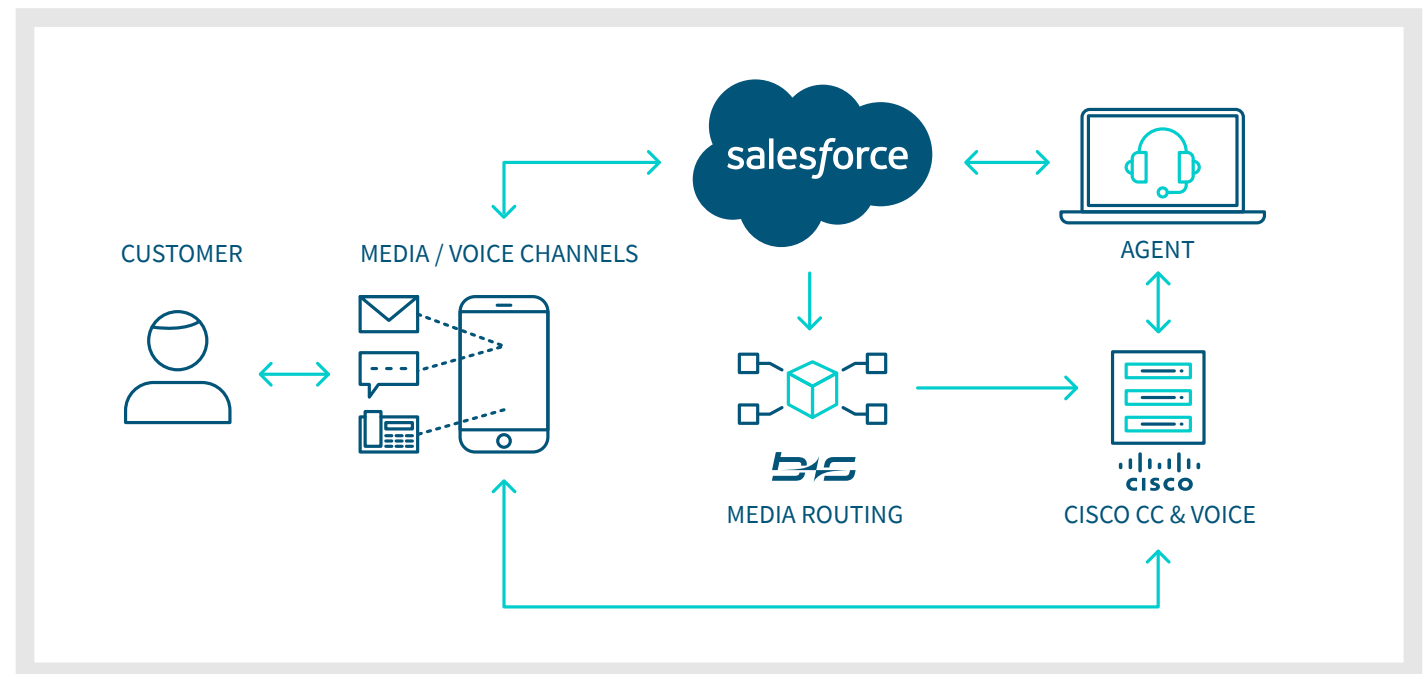 salesforce
CUSTOMER
MEDIA / VOICE CHANNELS
AGENT
B+S
MEDIA ROUTING
CISCO
CISCO CC & VOICE